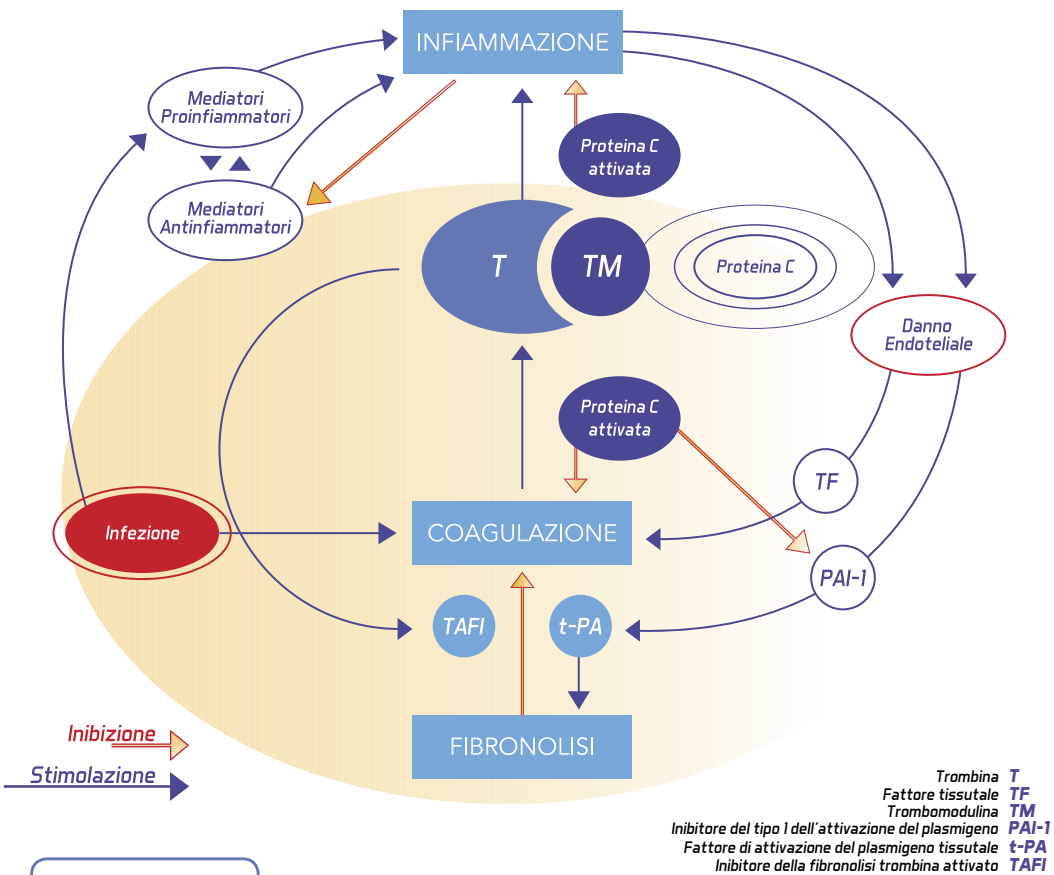 INFIAMMAZIONE
Mediatori
Proinfiammatori
Proteina C
attivata
Mediatori
Antinfiammatori
T
TM
Proteina C
Danno
Endoteliale
Proteina C
attivata
TF
Infezione
COAGULAZIONE
PAI-1
TAFI
t-PA
Inibizione
FIBRONOLISI
Stimolazione
Trombina T
Fattore tissutale TF
Trombomodulina TM
Inibitore del tipo 1 dell'attivazione del plasmigeno PAI-1
Fattore di attivazione del plasmigeno tissutale t-PA
Inibitore della fibronolisi trombina attivato TAFI